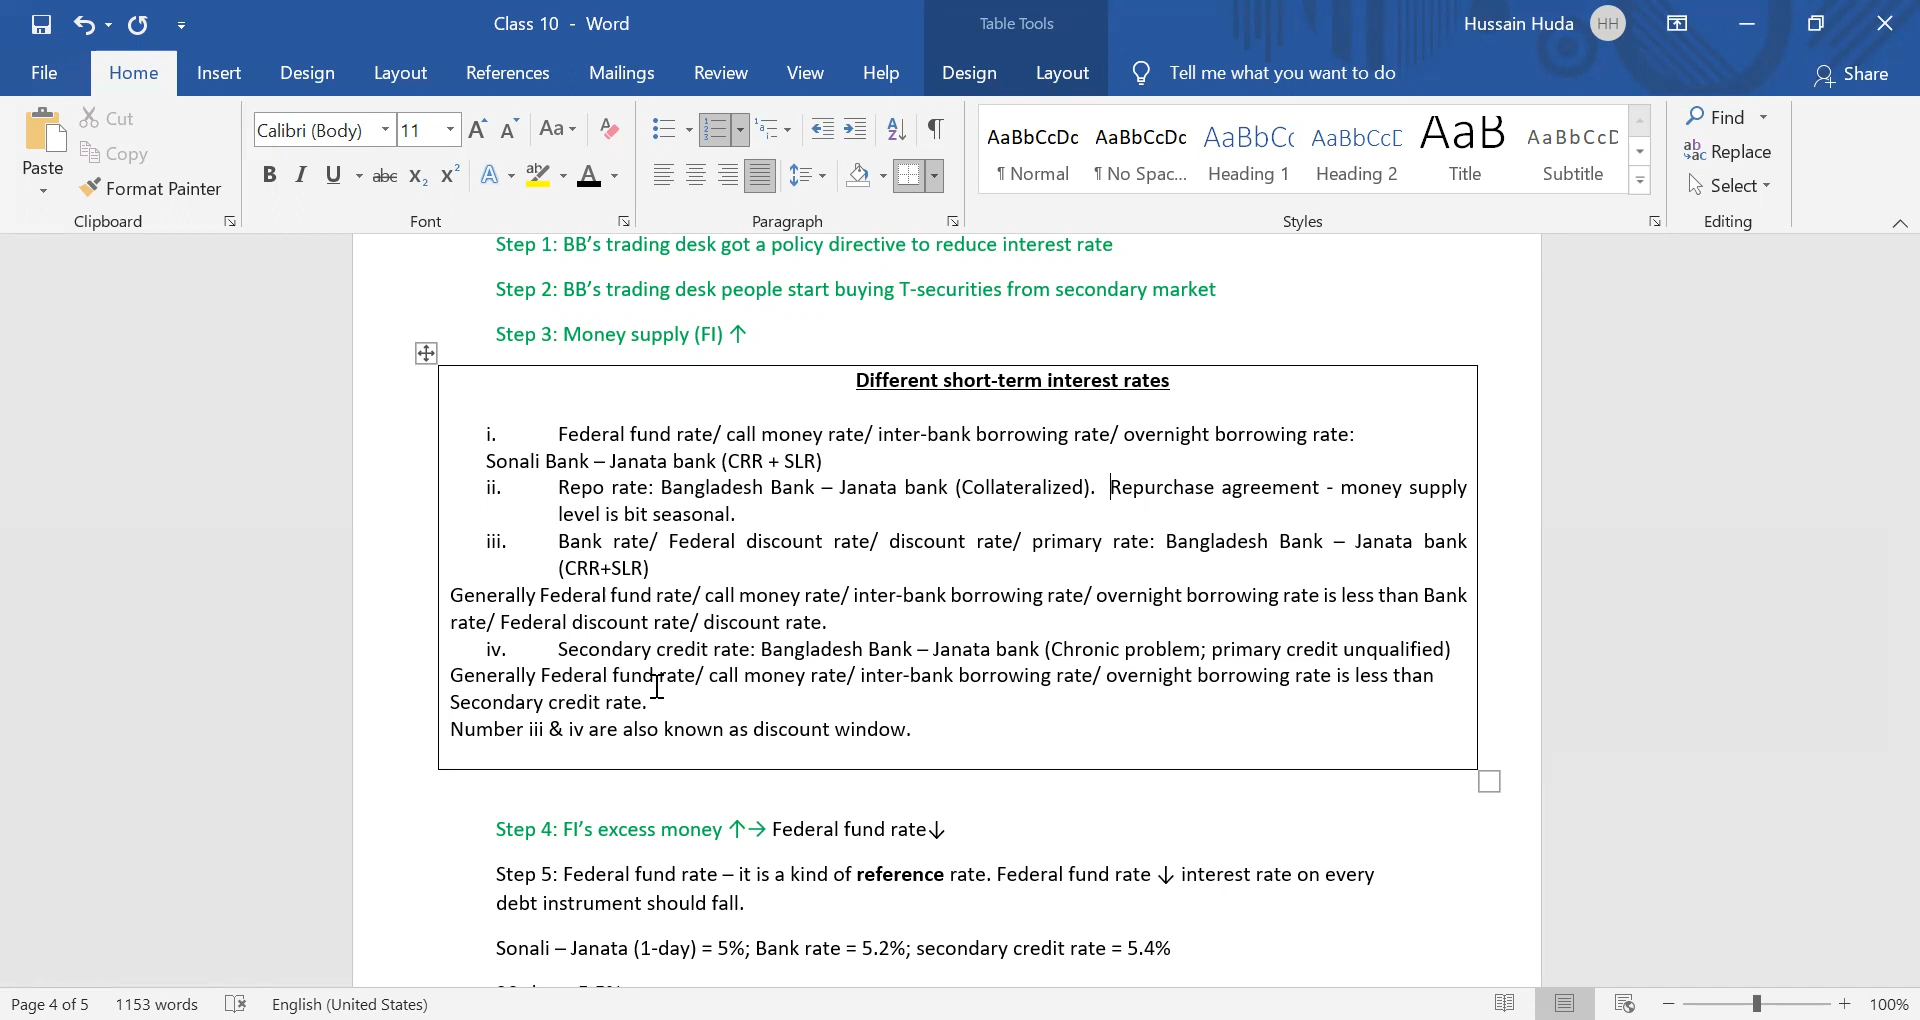 Class 10 - Word
Table Tools
Hussain Huda HH
File Home Insert Design Layout References Mailings Review View Help Design Layout Tell me what you want to do Share
Paste
Cut
Copy
Format Painter
Clipboard
Calibri (Body) 11
Font
Paragraph
AaBbCcDc AaBbCcDc AaBbCc AaBbCcE AaB AaBbCcD
¶ Normal ¶ No Spac... Heading 1 Heading 2 Title Subtitle
Styles
Find
Replace
Select
Editing
Step 1: BB's trading desk got a policy directive to reduce interest rate
Step 2: BB's trading desk people start buying T-securities from secondary market
Step 3: Money supply (FI) ↑
Different short-term interest rates
i. Federal fund rate/ call money rate/ inter-bank borrowing rate/ overnight borrowing rate:
Sonali Bank – Janata bank (CRR + SLR)
ii. Repo rate: Bangladesh Bank – Janata bank (Collateralized). Repurchase agreement - money supply
level is bit seasonal.
iii. Bank rate/ Federal discount rate/ discount rate/ primary rate: Bangladesh Bank – Janata bank
(CRR+SLR)
Generally Federal fund rate/ call money rate/ inter-bank borrowing rate/ overnight borrowing rate is less than Bank
rate/ Federal discount rate/ discount rate.
iv. Secondary credit rate: Bangladesh Bank – Janata bank (Chronic problem; primary credit unqualified)
Generally Federal fund rate/ call money rate/ inter-bank borrowing rate/ overnight borrowing rate is less than
Secondary credit rate.
Number iii & iv are also known as discount window.
Step 4: FI's excess money ↑→ Federal fund rate↓
Step 5: Federal fund rate – it is a kind of reference rate. Federal fund rate ↓ interest rate on every
debt instrument should fall.
Sonali – Janata (1-day) = 5%; Bank rate = 5.2%; secondary credit rate = 5.4%
Page 4 of 5 1153 words English (United States) 100%